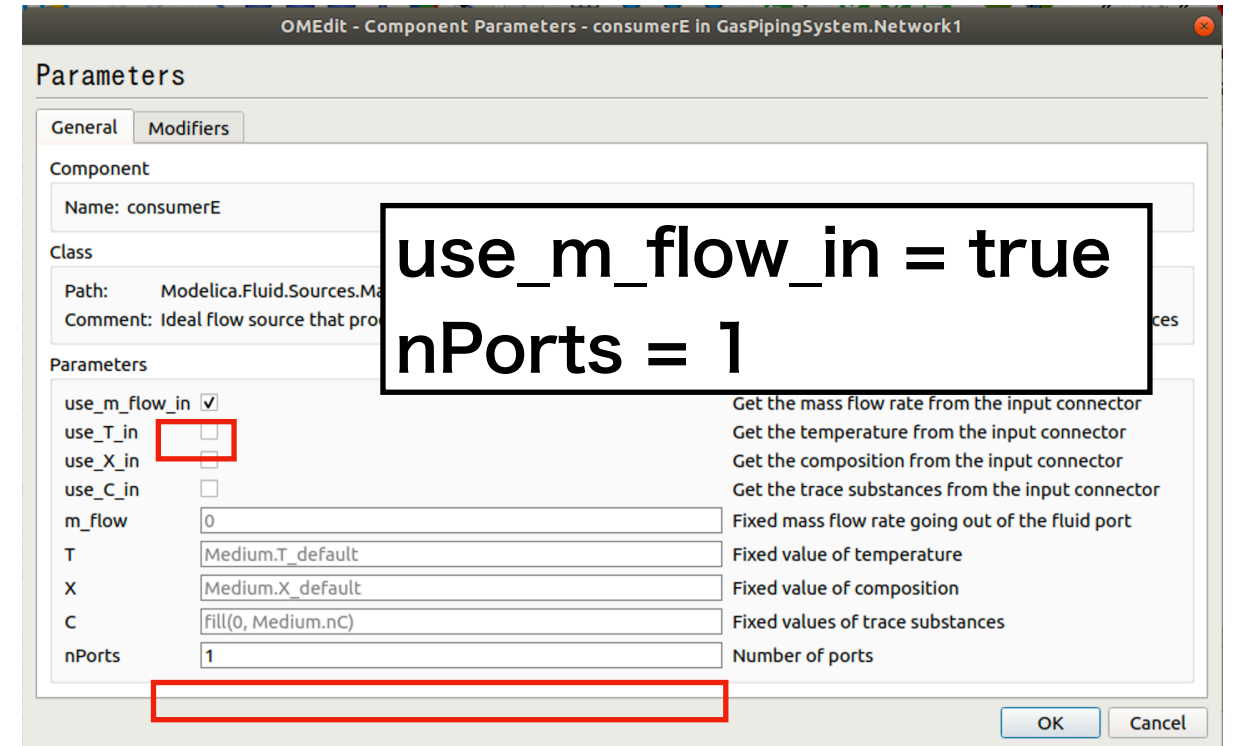 OMEdit - Component Parameters - consumerE in GasPipingSystem.Network1
Parameters
General Modifiers
Component
Name: consumerE
Class
Path: Modelica.Fluid.Sources.
Comment: Ideal flow source that ces
use_m_flow_in = true
nPorts = 1
Parameters
use_m_flow_in Get the mass flow rate from the input connector
use_T_in Get the temperature from the input connector
use_X_in Get the composition from the input connector
use_C_in Get the trace substances from the input connector
m_flow 0 Fixed mass flow rate going out of the fluid port
T Medium.T_default Fixed value of temperature
X Medium.X_default Fixed value of composition
C fill(0, Medium.nC) Fixed values of trace substances
nPorts 1 Number of ports
OK Cancel